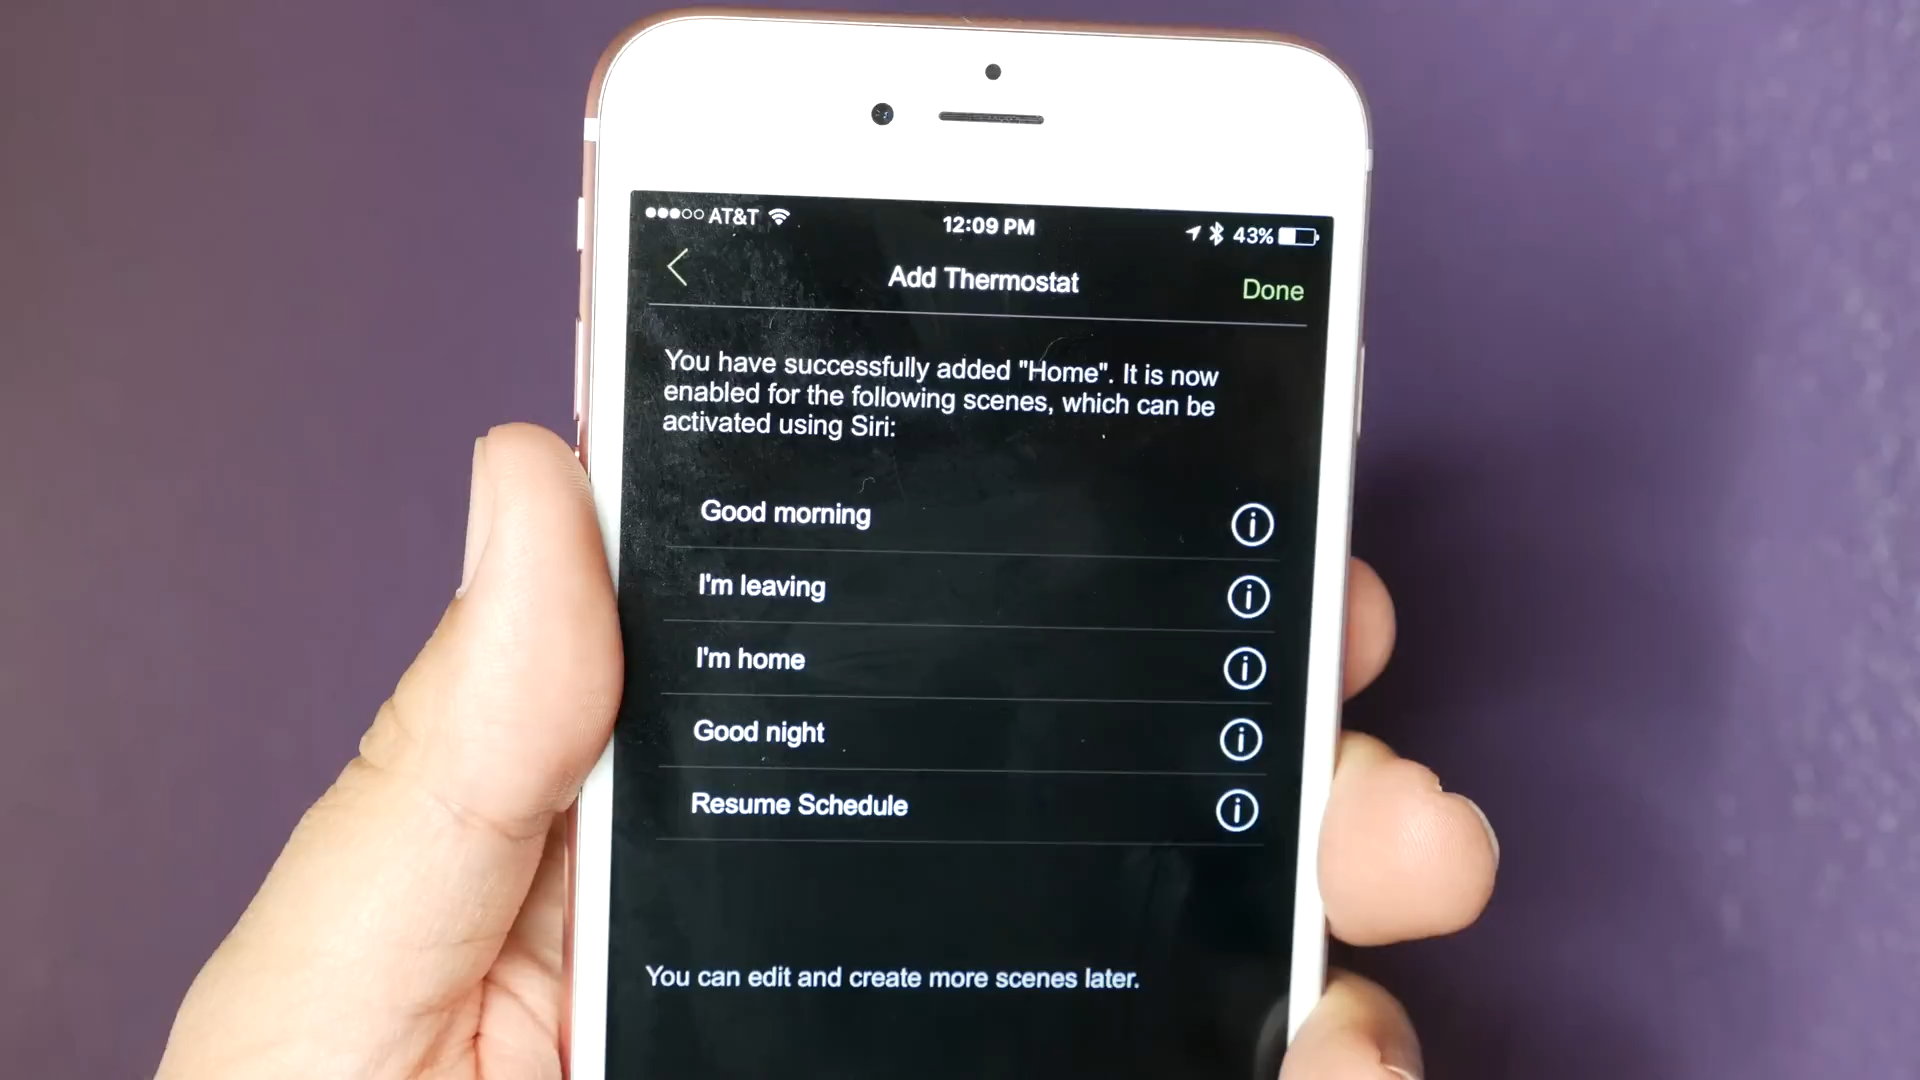 AT&T 12:09 PM 43%
Add Thermostat
Done
You have successfully added "Home". It is now
enabled for the following scenes, which can be
activated using Siri:
Good morning
I'm leaving
I'm home
Good night
Resume Schedule
You can edit and create more scenes later.